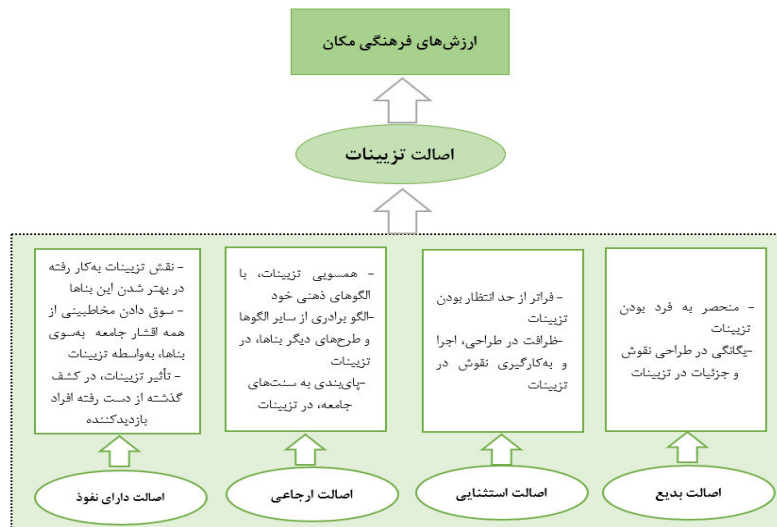 ارزش‌های فرهنگی مکان
اصالت تزیینات
- منحصر به فرد بودن
تزیینات
-یگانگی در طراحی نقوش
و جزئیات در تزیینات
- فراتر از حد انتظار بودن
تزیینات
-ظرافت در طراحی، اجرا
و به‌کارگیری نقوش در
تزیینات
- همسویی تزیینات، با
الگوهای ذهنی خود
-الگو برادری از سایر الگوها
و طرح‌های دیگر بناها، در
تزیینات
-پای‌بندی به سنت‌های
جامعه، در تزیینات
- نقش تزیینات به‌کار رفته
در بهتر شدن این بناها
- سوق دادن مخاطبینی از
همه اقشار جامعه به‌سوی
بناها، به‌واسطه تزیینات
- تأثیر تزیینات، در کشف
گذشته از دست رفته افراد
بازدیدکننده
اصالت بدیع
اصالت استثنایی
اصالت ارجاعی
اصالت دارای نفوذ